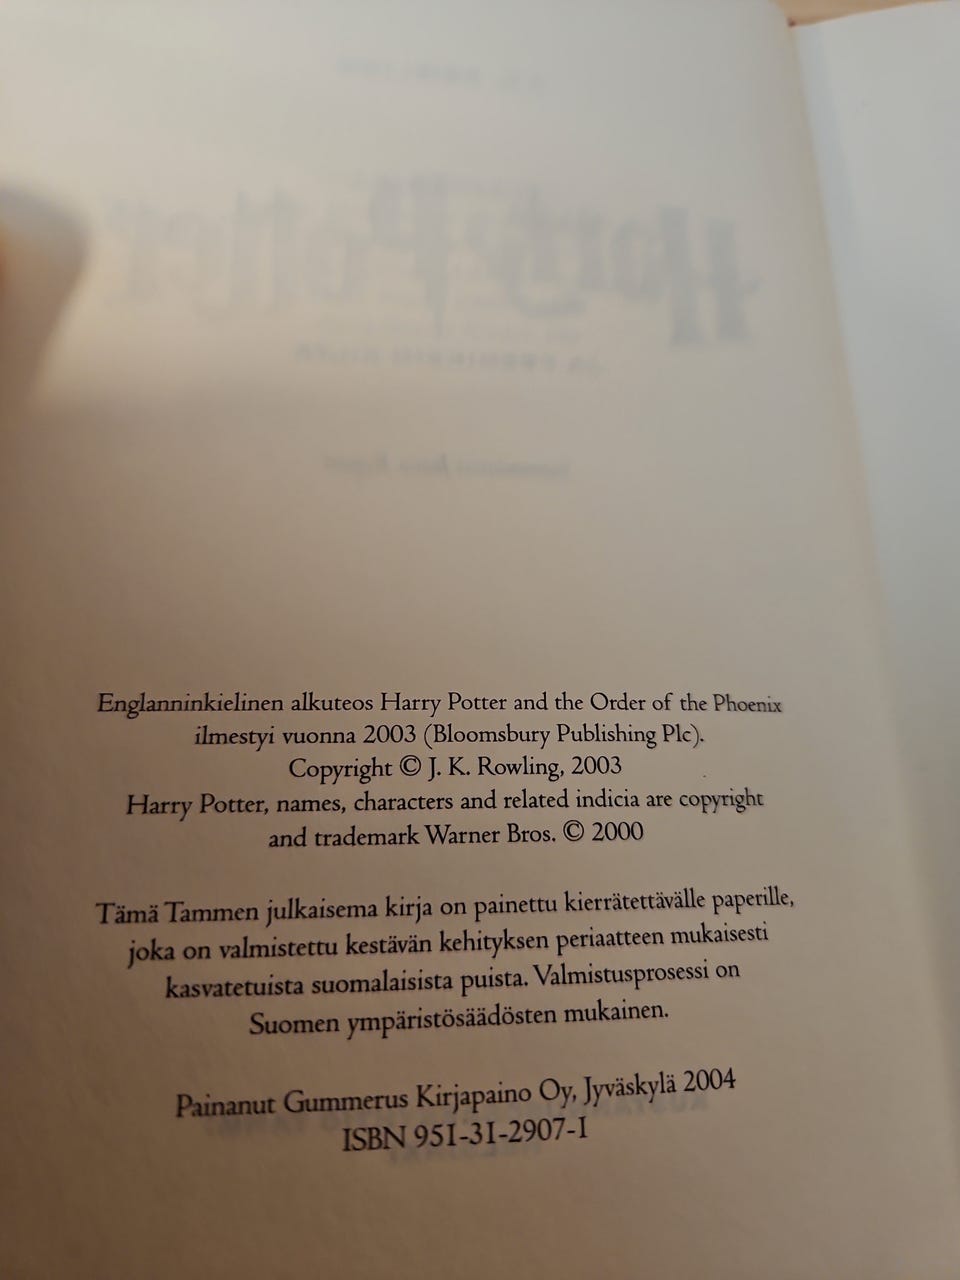 Englanninkielinen alkuteos Harry Potter and the Order of the Phoenix
ilmestyi vuonna 2003 (Bloomsbury Publishing Plc).
Copyright © J. K. Rowling, 2003
Harry Potter, names, characters and related indicia are copyright
and trademark Warner Bros. © 2000
Tämä Tammen julkaisema kirja on painettu kierrätettävälle paperille,
joka on valmistettu kestävän kehityksen periaatteen mukaisesti
kasvatetuista suomalaisista puista. Valmistusprosessi on
Suomen ympäristösäädösten mukainen.
Painanut Gummerus Kirjapaino Oy, Jyväskylä 2004
ISBN 951-31-2907-1